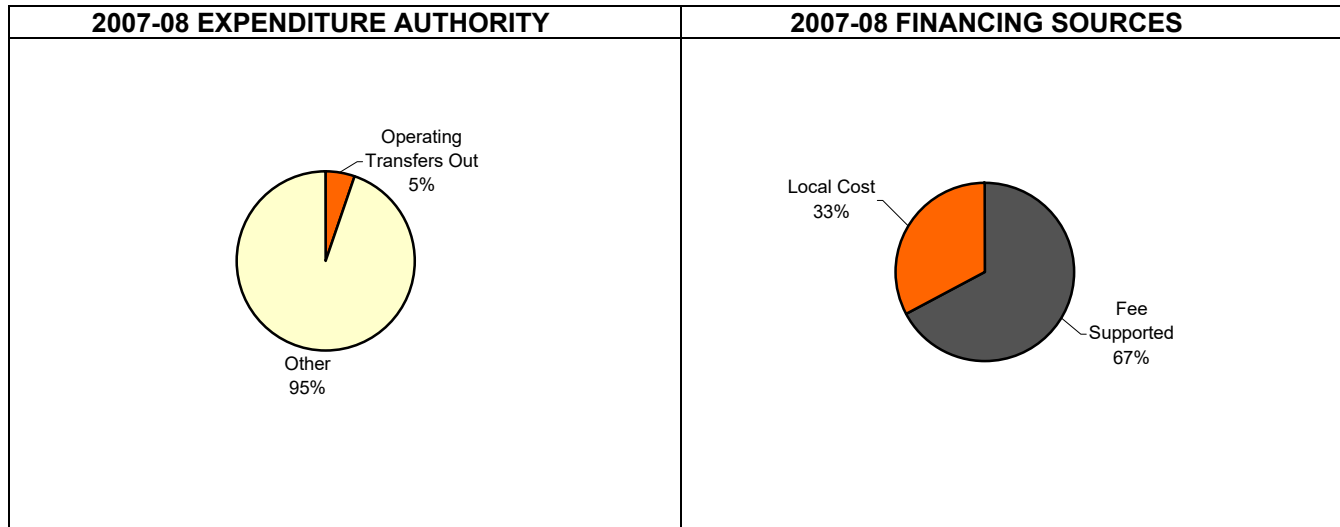 2007-08 EXPENDITURE AUTHORITY
Operating
Transfers Out
5%
Other
95%
2007-08 FINANCING SOURCES
Local Cost
33%
Fee
Supported
67%